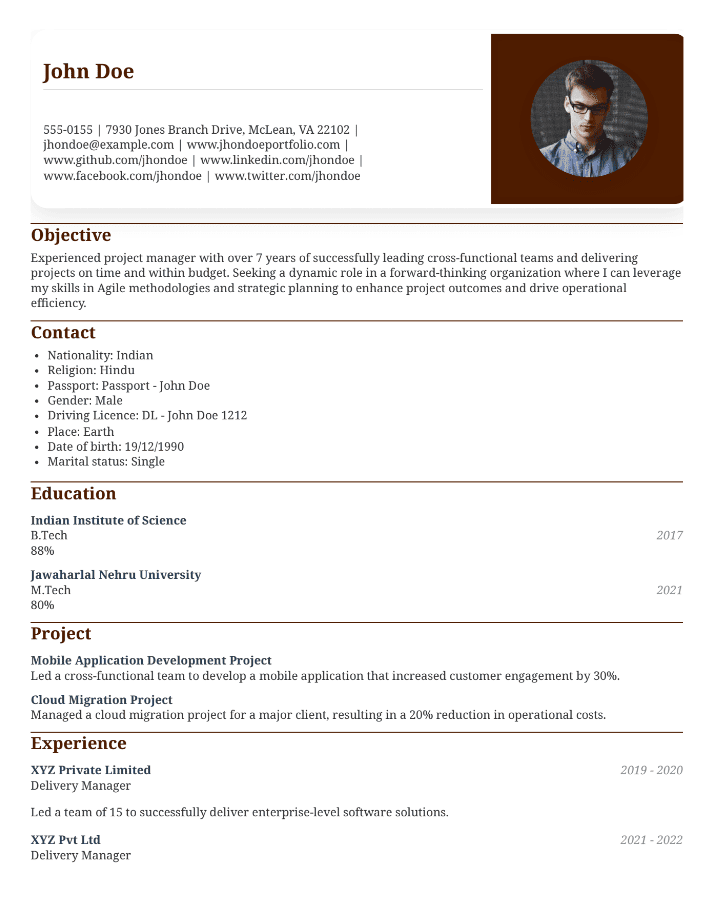 John Doe
555-0155 | 7930 Jones Branch Drive, McLean, VA 22102 |
jhondoe@example.com | www.jhondoeportfolio.com |
www.github.com/jhondoe | www.linkedin.com/jhondoe |
www.facebook.com/jhondoe | www.twitter.com/jhondoe
Objective
Experienced project manager with over 7 years of successfully leading cross-functional teams and delivering
projects on time and within budget. Seeking a dynamic role in a forward-thinking organization where I can leverage
my skills in Agile methodologies and strategic planning to enhance project outcomes and drive operational
efficiency.
Contact
• Nationality: Indian
• Religion: Hindu
• Passport: Passport - John Doe
• Gender: Male
• Driving Licence: DL - John Doe 1212
• Place: Earth
• Date of birth: 19/12/1990
• Marital status: Single
Education
Indian Institute of Science
B.Tech 2017
88%
Jawaharlal Nehru University
M.Tech 2021
80%
Project
Mobile Application Development Project
Led a cross-functional team to develop a mobile application that increased customer engagement by 30%.
Cloud Migration Project
Managed a cloud migration project for a major client, resulting in a 20% reduction in operational costs.
Experience
XYZ Private Limited 2019 - 2020
Delivery Manager
Led a team of 15 to successfully deliver enterprise-level software solutions.
XYZ Pvt Ltd 2021 - 2022
Delivery Manager